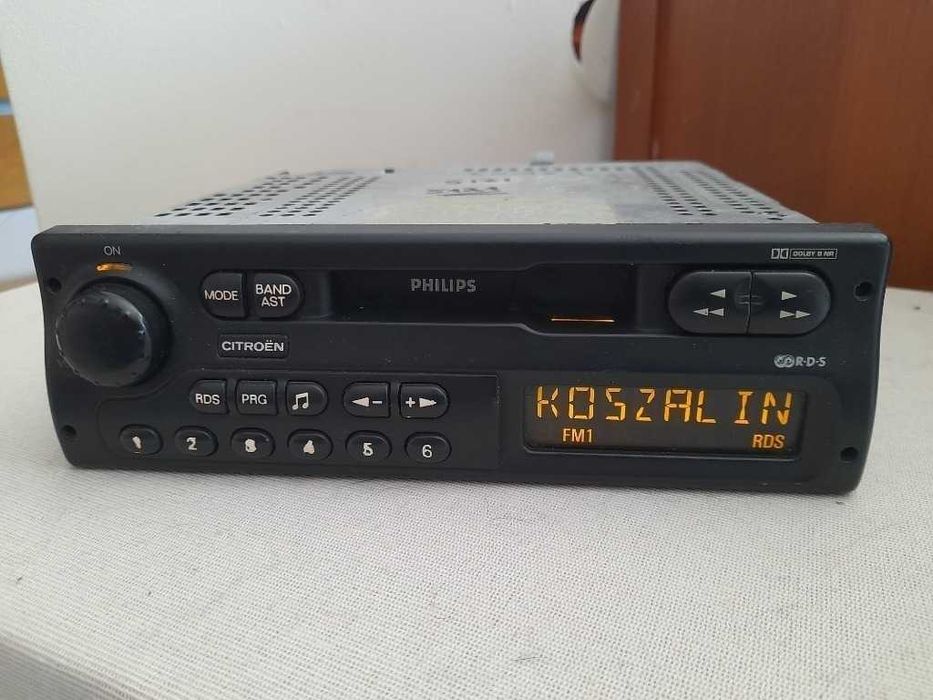 ON
DOLBY B NR
MODE
BAND
AST
PHILIPS
CITROËN
R·D·S
RDS
PRG
KOSZALIN
FM1
RDS
1
2
3
4
5
6